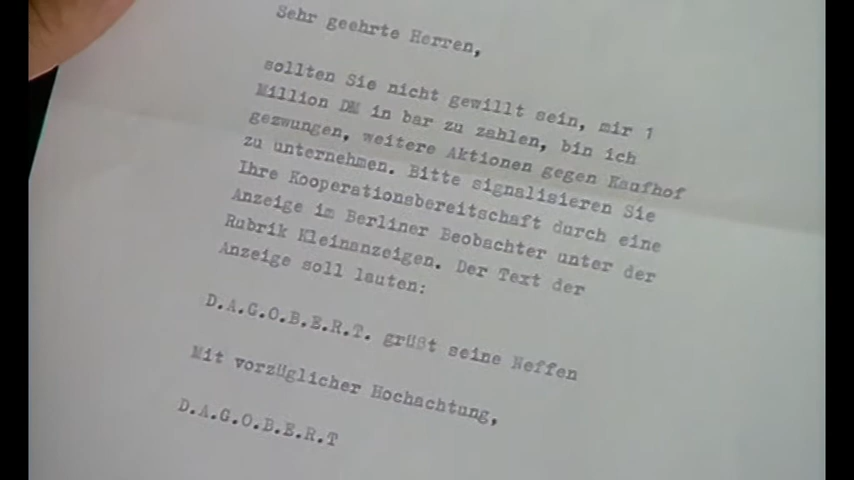 Sehr geehrte Herren,
sollten Sie nicht gewillt sein, mir 1
Million DM in bar zu zahlen, bin ich
gezwungen, weitere Aktionen gegen Kaufhof
zu unternehmen. Bitte signalisieren Sie
Ihre Kooperationsbereitschaft durch eine
Anzeige im Berliner Beobachter unter der
Rubrik Kleinanzeigen. Der Text der
Anzeige soll lauten:
D.A.G.O.B.E.R.T. grüßt seine Neffen
Mit vorzüglicher Hochachtung,
D.A.G.O.B.E.R.T